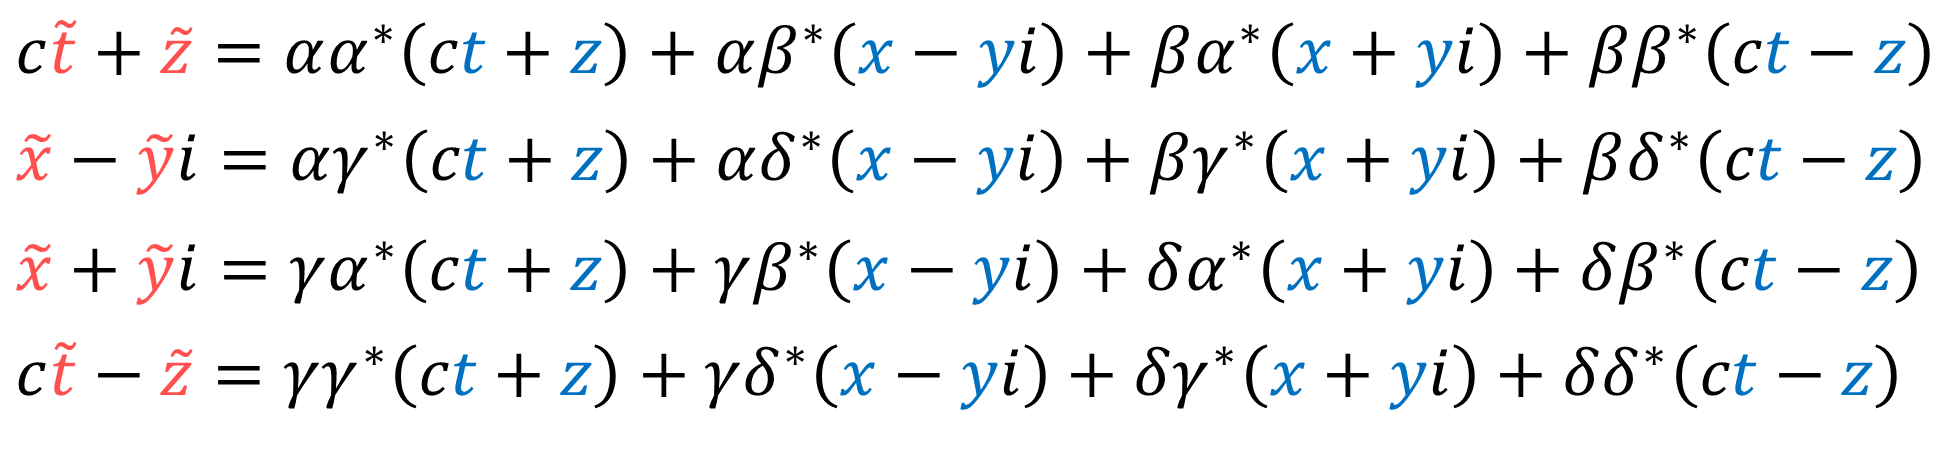 ct̃ + z̃ = αα*(ct + z) + αβ*(x − yi) + βα*(x + yi) + ββ*(ct − z)
x̃ − ỹi = αγ*(ct + z) + αδ*(x − yi) + βγ*(x + yi) + βδ*(ct − z)
x̃ + ỹi = γα*(ct + z) + γβ*(x − yi) + δα*(x + yi) + δβ*(ct − z)
ct̃ − z̃ = γγ*(ct + z) + γδ*(x − yi) + δγ*(x + yi) + δδ*(ct − z)